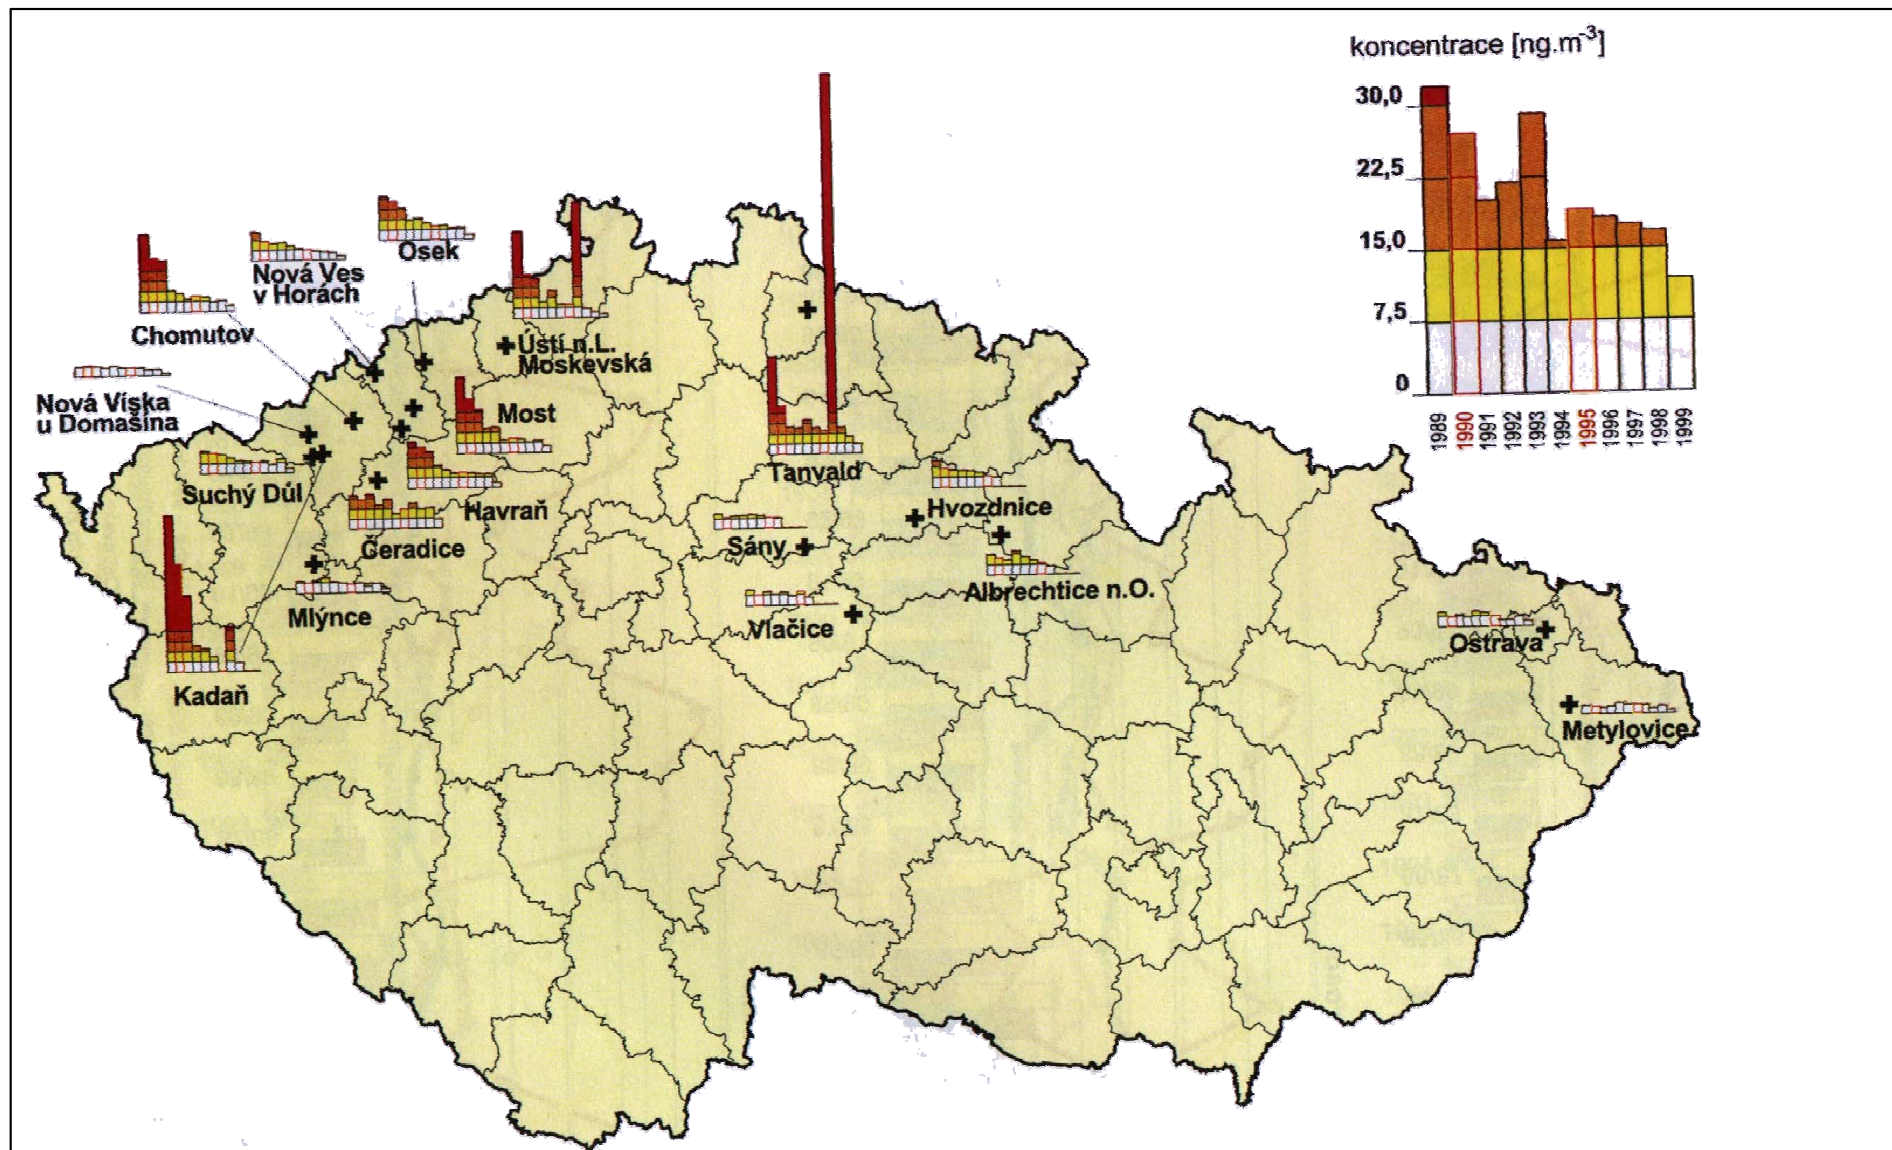 koncentrace [ng.m-3]
30,0
22,5
15,0
7,5
0
1989
1990
1991
1992
1993
1994
1995
1996
1997
1998
1999
Osek
Nová Ves
v Horách
Chomutov
Ústí n.L.
Moskevská
Nová Víska
u Domašína
Most
Tanvald
Suchý Důl
Havraň
Hvozdnice
Čeradice
Sány
Albrechtice n.O.
Mlýnce
Vlačice
Ostrava
Kadaň
Metylovice